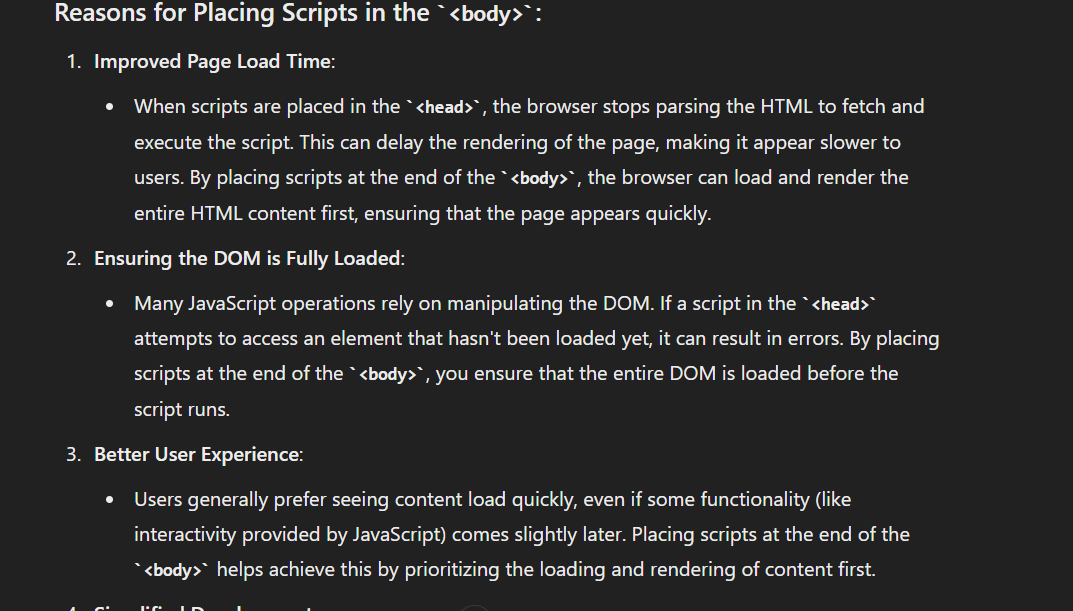 Reasons for Placing Scripts in the `<body>`:
1. Improved Page Load Time:
• When scripts are placed in the `<head>`, the browser stops parsing the HTML to fetch and
execute the script. This can delay the rendering of the page, making it appear slower to
users. By placing scripts at the end of the `<body>`, the browser can load and render the
entire HTML content first, ensuring that the page appears quickly.
2. Ensuring the DOM is Fully Loaded:
• Many JavaScript operations rely on manipulating the DOM. If a script in the `<head>`
attempts to access an element that hasn't been loaded yet, it can result in errors. By placing
scripts at the end of the `<body>`, you ensure that the entire DOM is loaded before the
script runs.
3. Better User Experience:
• Users generally prefer seeing content load quickly, even if some functionality (like
interactivity provided by JavaScript) comes slightly later. Placing scripts at the end of the
`<body>` helps achieve this by prioritizing the loading and rendering of content first.